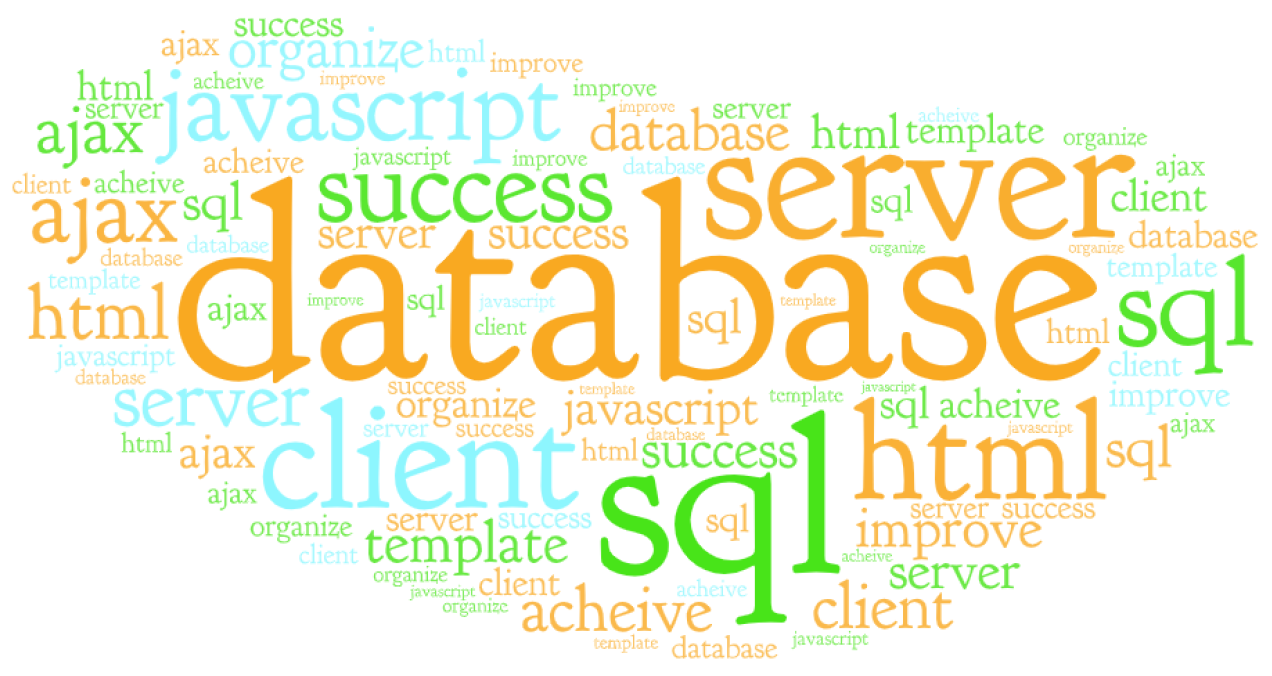 success
ajax
organize
html
improve
html
acheive
improve
javascript
improve
server
improve
server
acheive
ajax
database
html
template
organize
acheive
javascript
improve
database
ajax
client
acheive
success
server
sql
client
ajax
sql
server
success
database
organize
organize
database
database
database
template
template
sql
html
ajax
improve
sql
javascript
client
sql
template
html
javascript
database
client
success
template
javascript
improve
server
organize
javascript
template
sql
acheive
client
server
success
database
html
javascript
ajax
html
ajax
html
success
sql
sql
ajax
organize
server
success
sql
improve
server
success
client
template
acheive
server
organize
client
javascript
acheive
organize
acheive
client
template
database
javascript